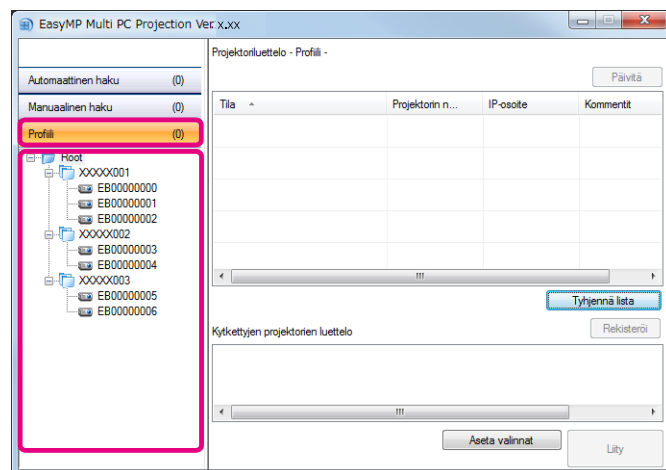 EasyMP Multi PC Projection Ver. x.xx
Projektoriluettelo - Profiili -
Päivitä
Automaattinen haku (0)
Manuaalinen haku (0)
Profiili (0)
Tila Projektorin n... IP-osoite Kommentit
Root
XXXXX001
EB00000000
EB00000001
EB00000002
XXXXX002
EB00000003
EB00000004
XXXXX003
EB00000005
EB00000006
Tyhjennä lista
Kytkettyjen projektorien luettelo
Rekisteröi
Aseta valinnat
Liity